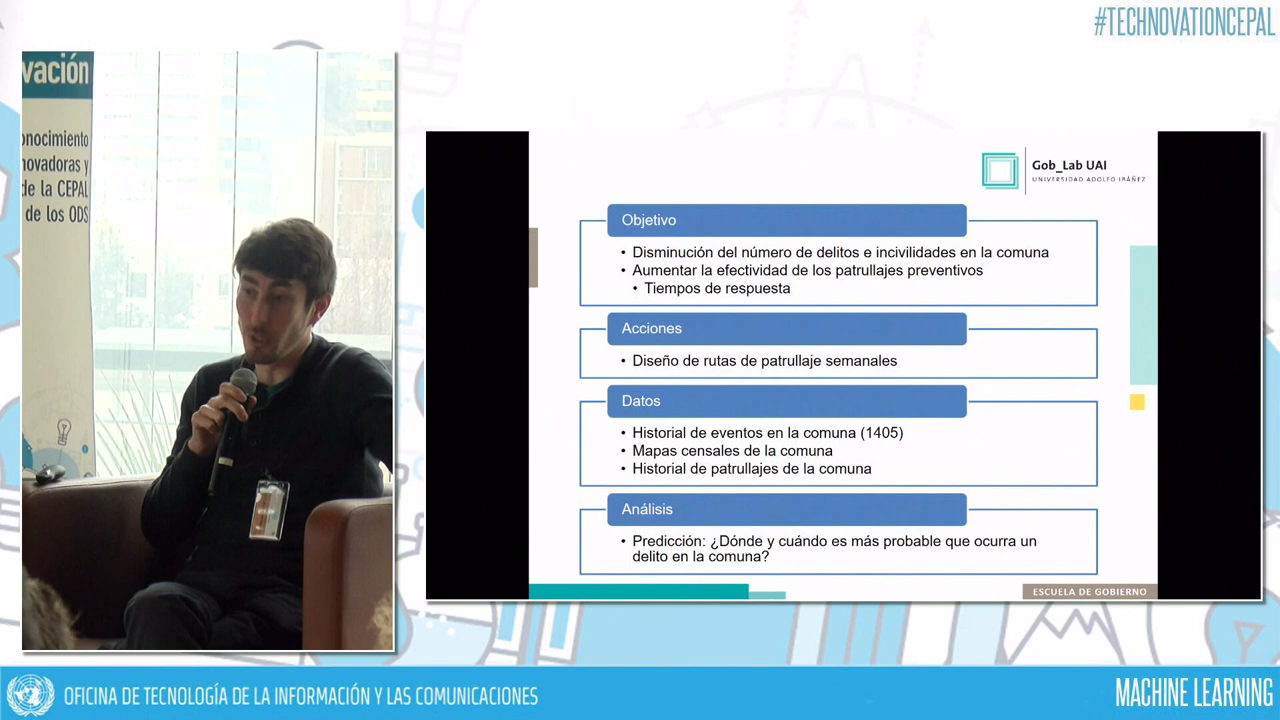 #TECHNOVATIONCEPAL
vación
onocimiento
novadoras y
de la CEPAL
de los ODS
Gob_Lab UAI
UNIVERSIDAD ADOLFO IBÁÑEZ
Objetivo
• Disminución del número de delitos e incivilidades en la comuna
• Aumentar la efectividad de los patrullajes preventivos
• Tiempos de respuesta
Acciones
• Diseño de rutas de patrullaje semanales
Datos
• Historial de eventos en la comuna (1405)
• Mapas censales de la comuna
• Historial de patrullajes de la comuna
Análisis
• Predicción: ¿Dónde y cuándo es más probable que ocurra un
delito en la comuna?
ESCUELA DE GOBIERNO
OFICINA DE TECNOLOGÍA DE LA INFORMACIÓN Y LAS COMUNICACIONES
MACHINE LEARNING